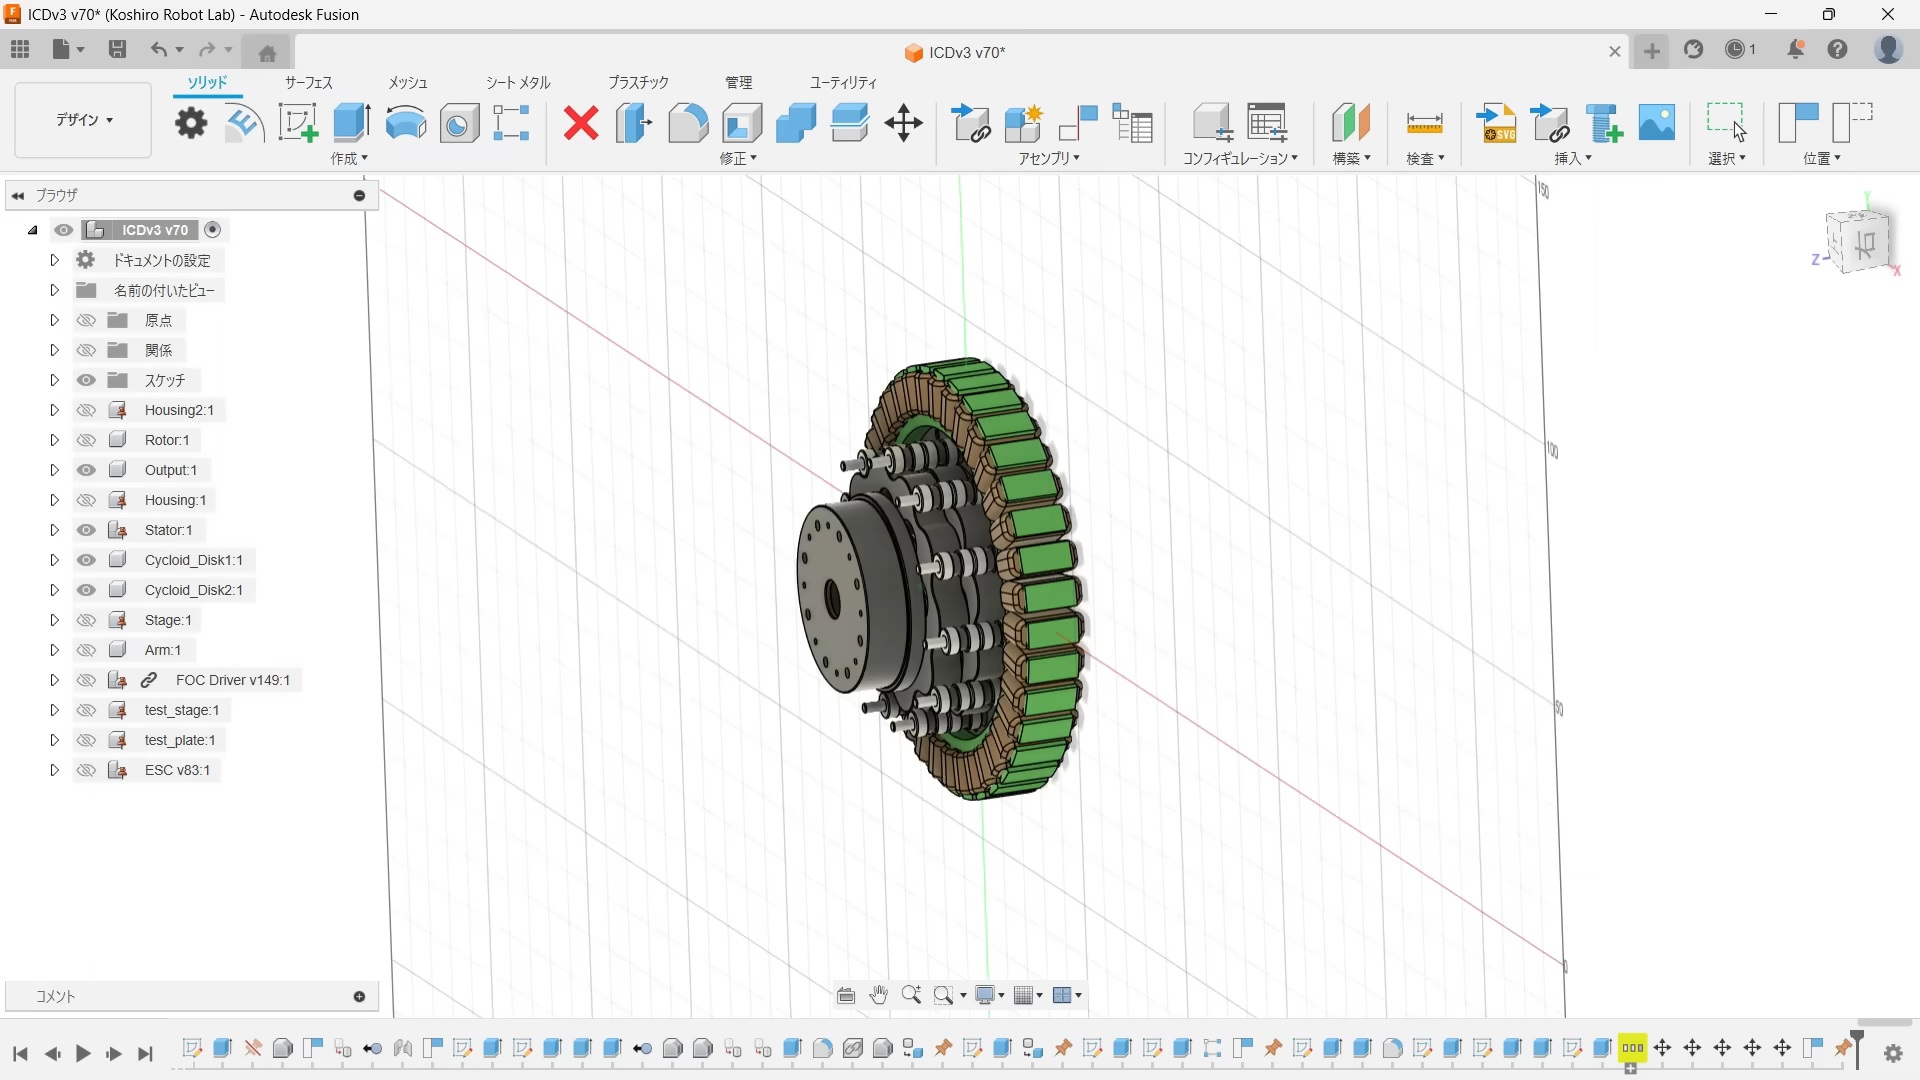 ICDv3 v70* (Koshiro Robot Lab) - Autodesk Fusion
ICDv3 v70*
1
デザイン
ソリッド
サーフェス
メッシュ
シート メタル
プラスチック
管理
ユーティリティ
SVG
作成
修正
アセンブリ
コンフィギュレーション
構築
検査
挿入
選択
位置
ブラウザ
ICDv3 v70
ドキュメントの設定
名前の付いたビュー
原点
関係
スケッチ
Housing2:1
Rotor:1
Output:1
Housing:1
Stator:1
Cycloid_Disk1:1
Cycloid_Disk2:1
Stage:1
Arm:1
FOC Driver v149:1
test_stage:1
test_plate:1
ESC v83:1
コメント
150
100
50
0
Y
Z
X
右